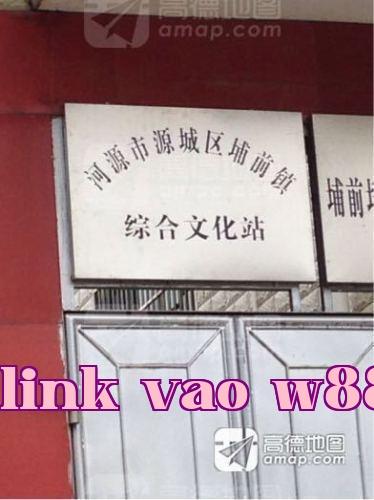 高德地图
amap.com
河源市源城区埔前镇
综合文化站
埔前
link vao w88
高德地图
amap.com